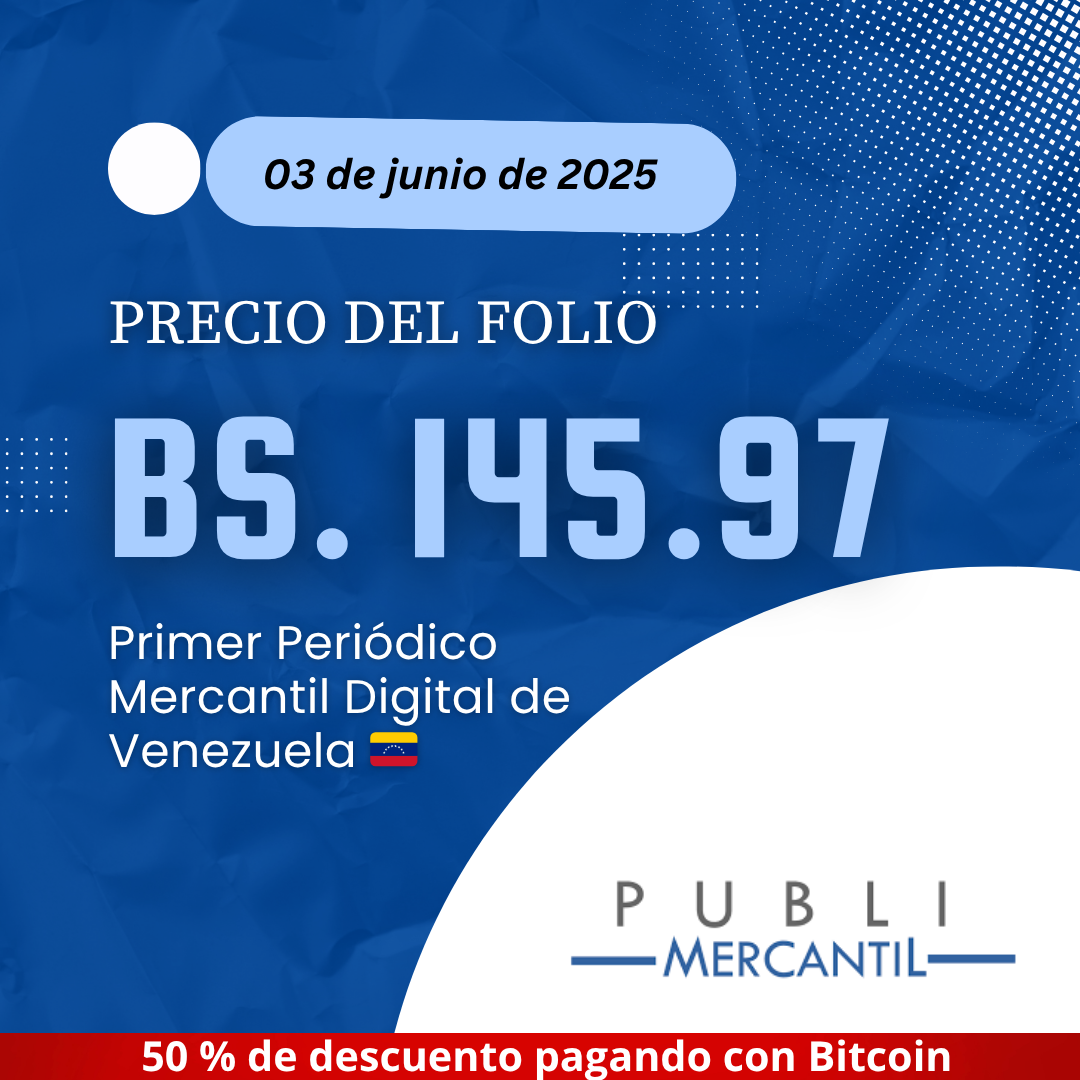 03 de junio de 2025
PRECIO DEL FOLIO
BS. 145.97
Primer Periódico
Mercantil Digital de
Venezuela 🇻🇪
PUBLI
MERCANTIL
50 % de descuento pagando con Bitcoin